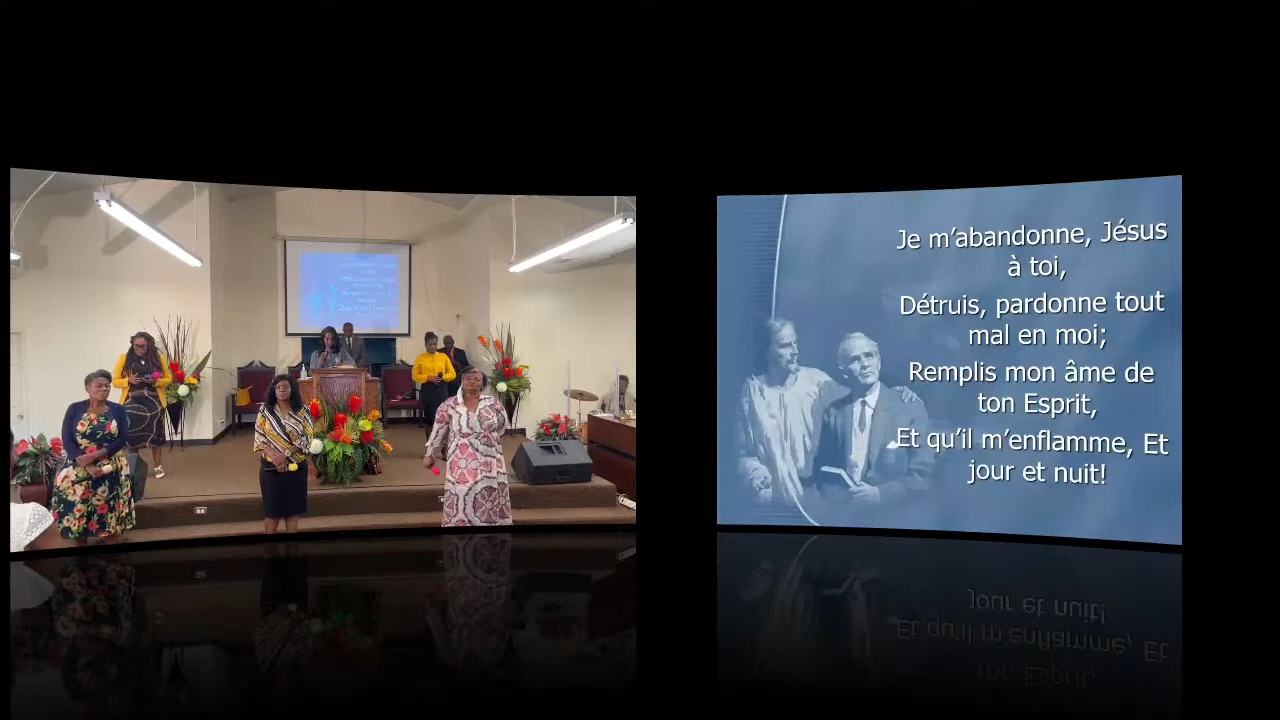 Je m’abandonne, Jésus
à toi,
Détruis, pardonne tout
mal en moi;
Remplis mon âme de
ton Esprit,
Et qu’il m’enflamme, Et
jour et nuit!